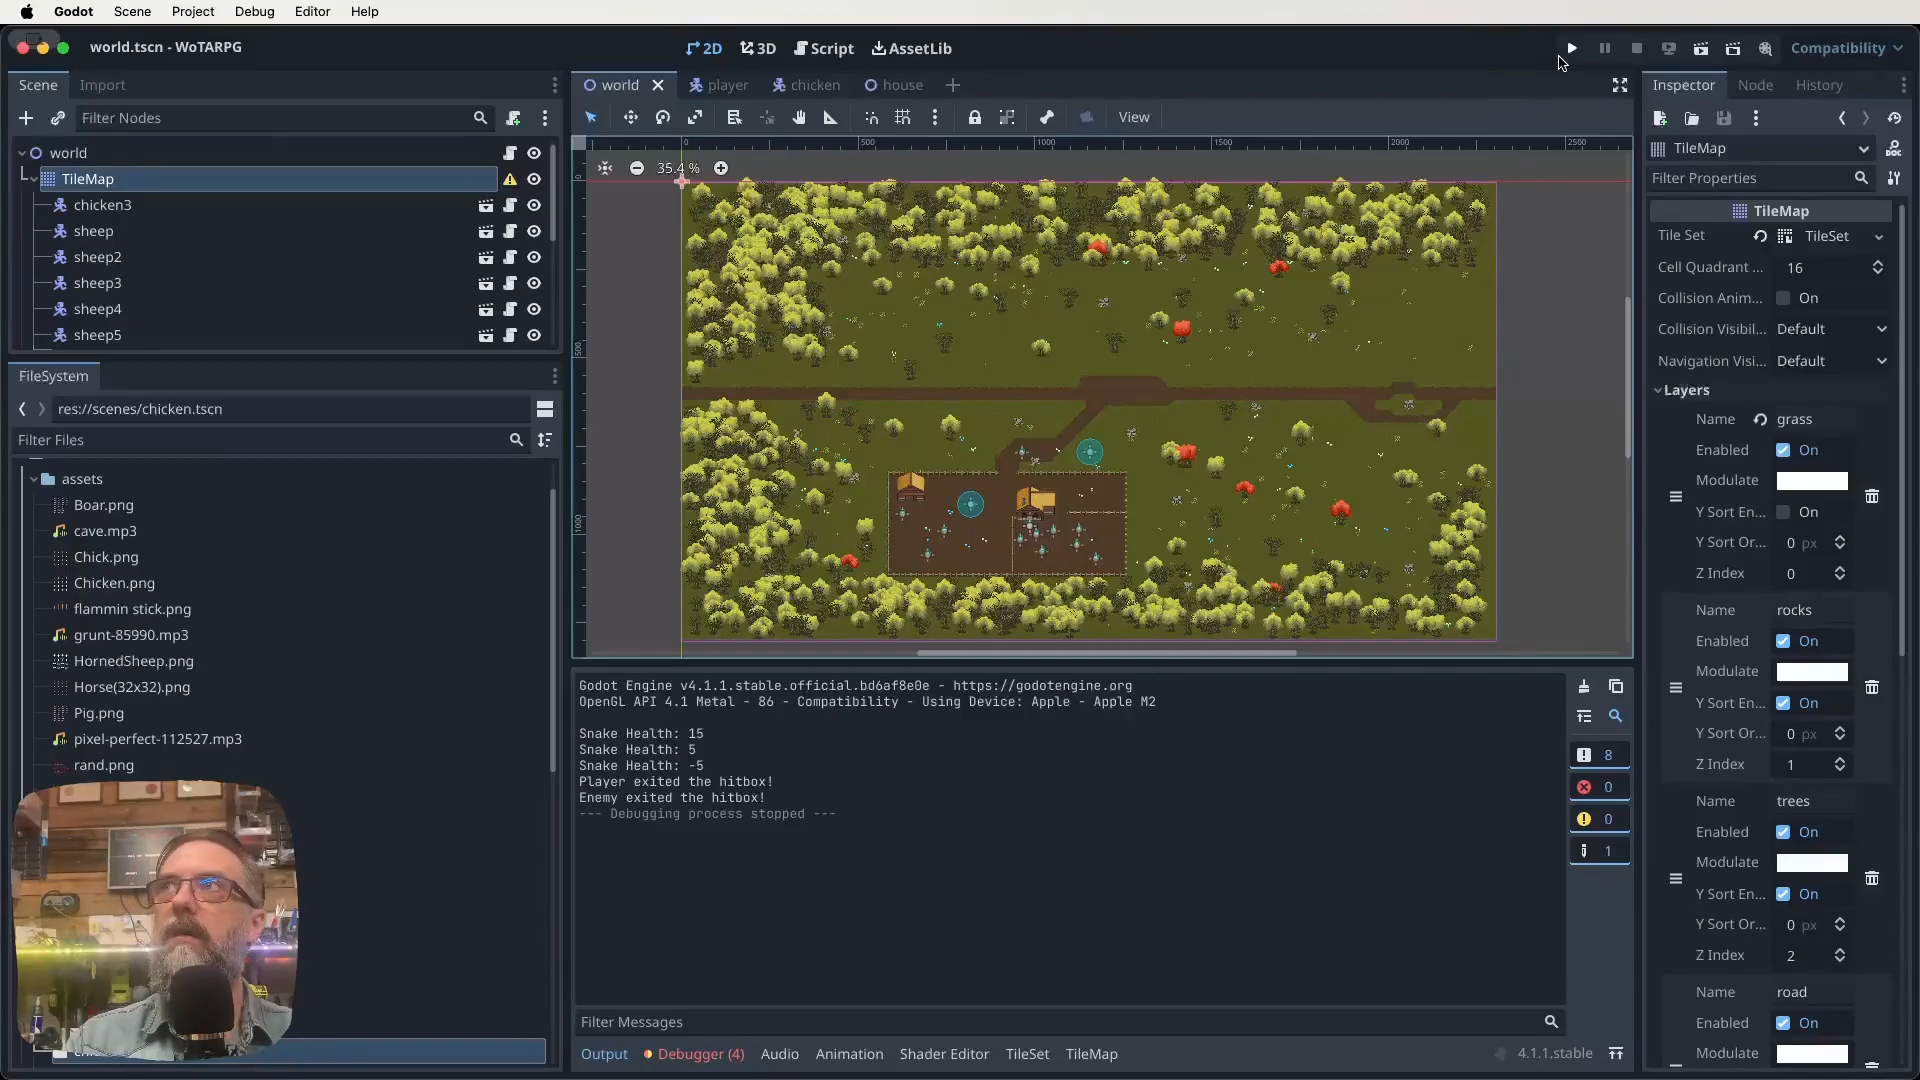 Godot Scene Project Debug Editor Help
world.tscn - WoTARPG
2D 3D Script AssetLib
Compatibility
Scene Import
Filter Nodes
world
TileMap
chicken3
sheep
sheep2
sheep3
sheep4
sheep5
FileSystem
res://scenes/chicken.tscn
Filter Files
assets
Boar.png
cave.mp3
Chick.png
Chicken.png
flammin stick.png
grunt-85990.mp3
HornedSheep.png
Horse(32x32).png
Pig.png
pixel-perfect-112527.mp3
rand.png
world player chicken house
View
0 500 1000 1500 2000 2500
35.4 %
0
500
1000
Godot Engine v4.1.1.stable.official.bd6af8e0e - https://godotengine.org
OpenGL API 4.1 Metal - 86 - Compatibility - Using Device: Apple - Apple M2
Snake Health: 15
Snake Health: 5
Snake Health: -5
Player exited the hitbox!
Enemy exited the hitbox!
--- Debugging process stopped ---
8
0
0
1
Filter Messages
Output Debugger (4) Audio Animation Shader Editor TileSet TileMap
4.1.1.stable
Inspector Node History
TileMap
Filter Properties
TileMap
Tile Set TileSet
Cell Quadrant ... 16
Collision Anim... On
Collision Visibil... Default
Navigation Visi... Default
Layers
Name grass
Enabled On
Modulate
Y Sort En... On
Y Sort Or... 0 px
Z Index 0
Name rocks
Enabled On
Modulate
Y Sort En... On
Y Sort Or... 0 px
Z Index 1
Name trees
Enabled On
Modulate
Y Sort En... On
Y Sort Or... 0 px
Z Index 2
Name road
Enabled On
Modulate